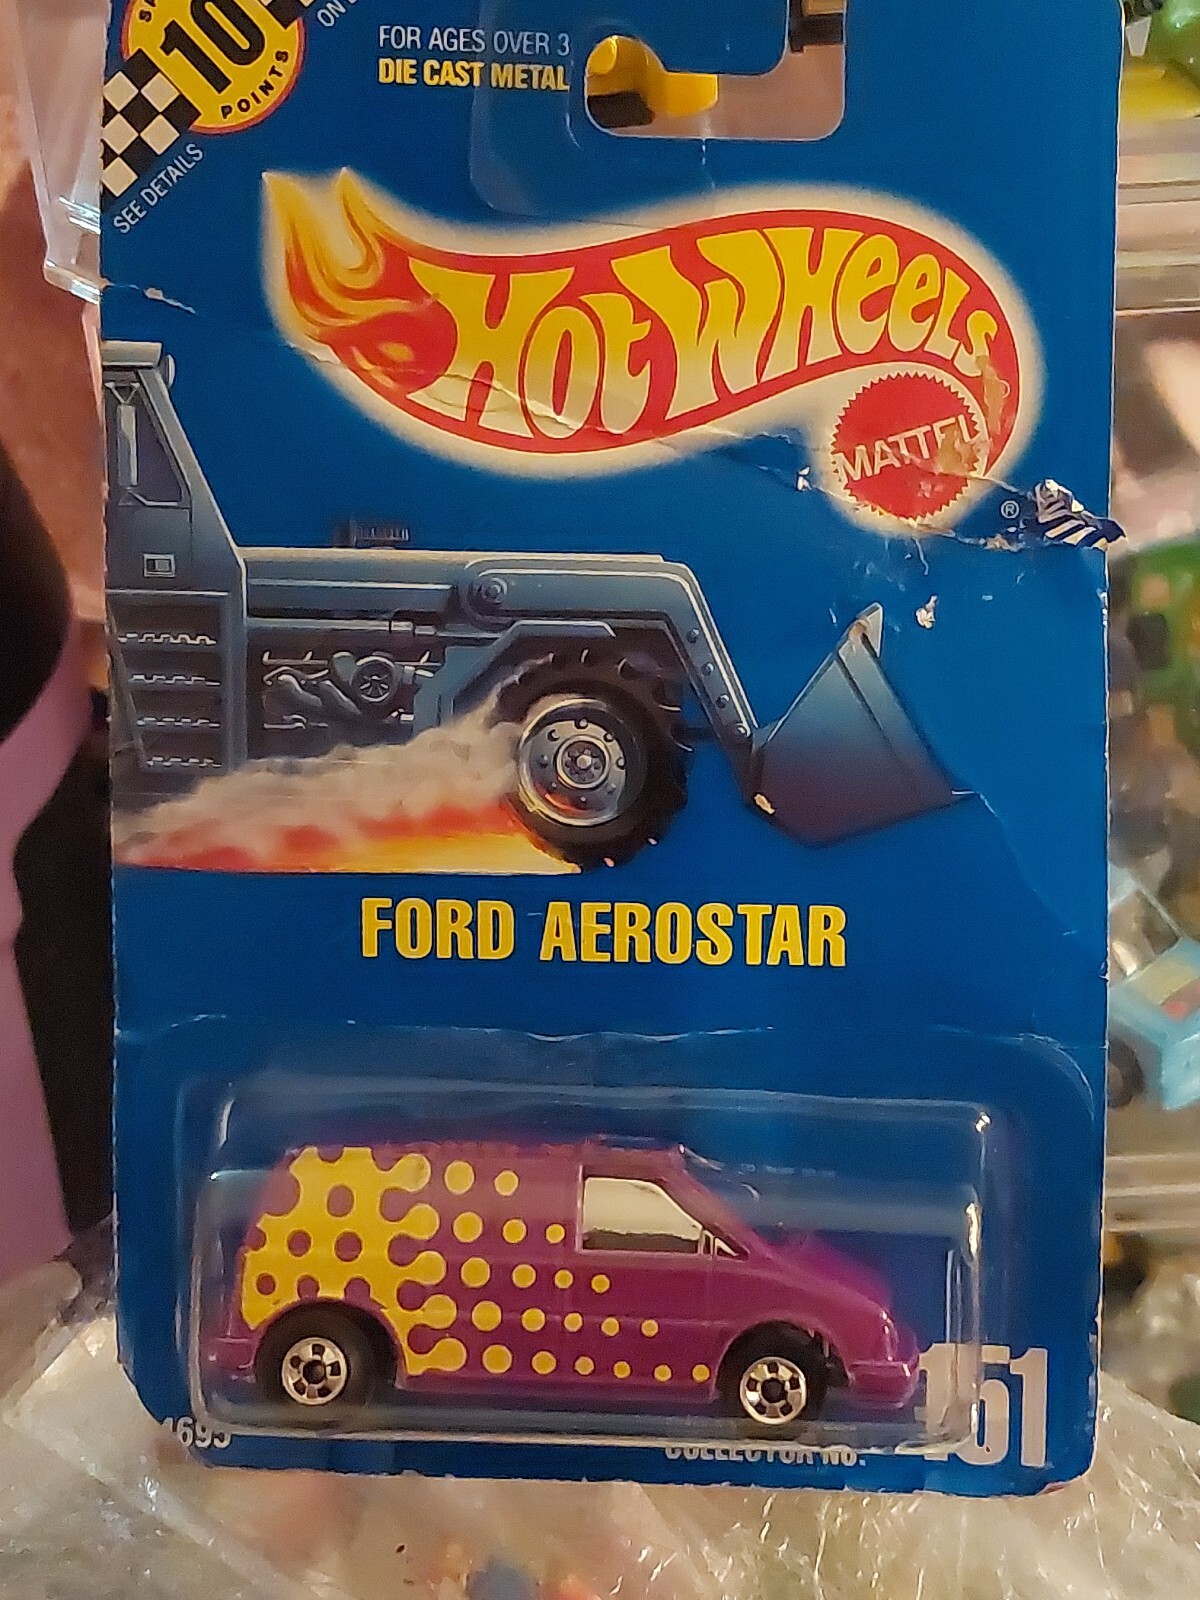 10
POINTS
SEE DETAILS
ON
FOR AGES OVER 3
DIE CAST METAL
HOT WHEELS
MATTEL
®
FORD AEROSTAR
COLLECTOR NO.
151